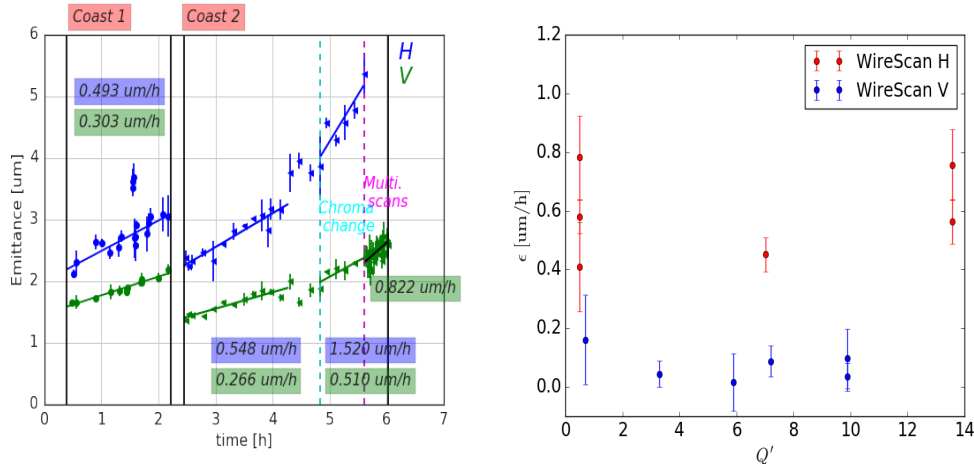 Coast 1
Coast 2
6
5
4
3
2
1
0
Emittance [um]
H
V
0.493 um/h
0.303 um/h
Multi.
scans
Chroma
change
0.822 um/h
0.548 um/h
1.520 um/h
0.266 um/h
0.510 um/h
0 1 2 3 4 5 6 7
time [h]
1.2
1.0
0.8
0.6
0.4
0.2
0.0
ϵ [um/h]
WireScan H
WireScan V
0 2 4 6 8 10 12 14
Q'